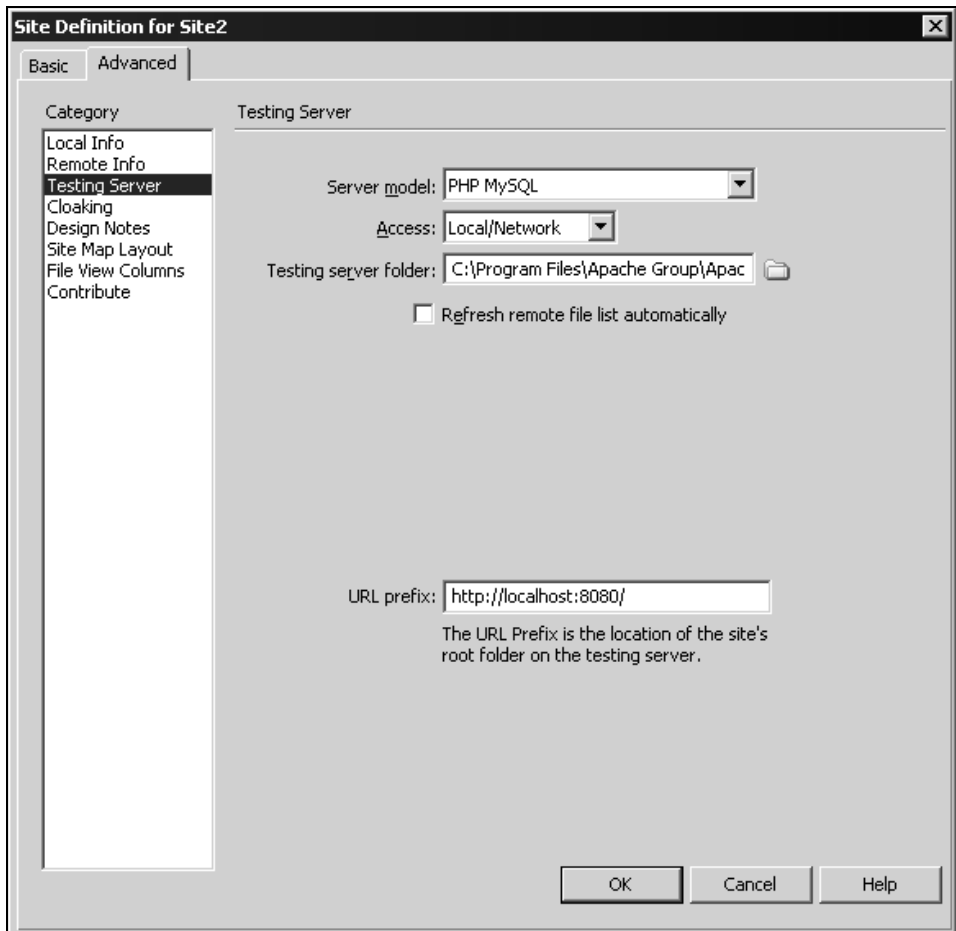 Site Definition for Site2
Basic
Advanced
Category
Local Info
Remote Info
Testing Server
Cloaking
Design Notes
Site Map Layout
File View Columns
Contribute
Testing Server
Server model: PHP MySQL
Access: Local/Network
Testing server folder: C:\Program Files\Apache Group\Apac
Refresh remote file list automatically
URL prefix: http://localhost:8080/
The URL Prefix is the location of the site's
root folder on the testing server.
OK
Cancel
Help